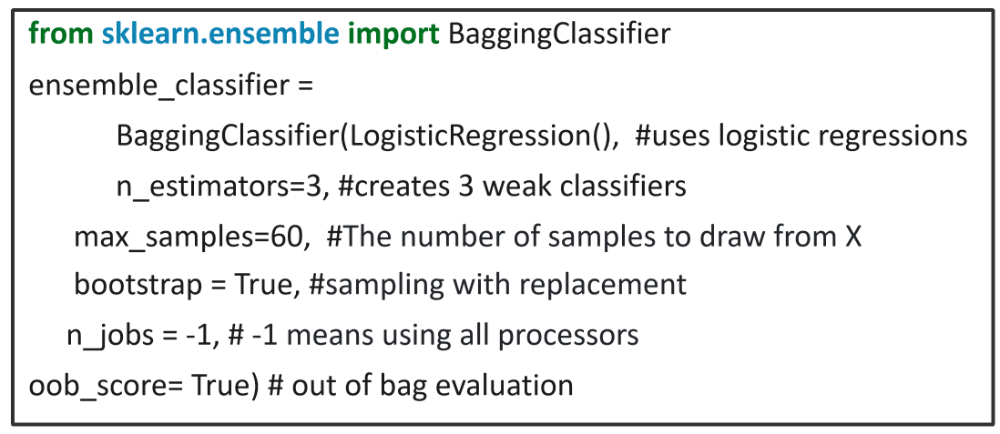 from sklearn.ensemble import BaggingClassifier
ensemble_classifier =
BaggingClassifier(LogisticRegression(), #uses logistic regressions
n_estimators=3, #creates 3 weak classifiers
max_samples=60, #The number of samples to draw from X
bootstrap = True, #sampling with replacement
n_jobs = -1, # -1 means using all processors
oob_score= True) # out of bag evaluation